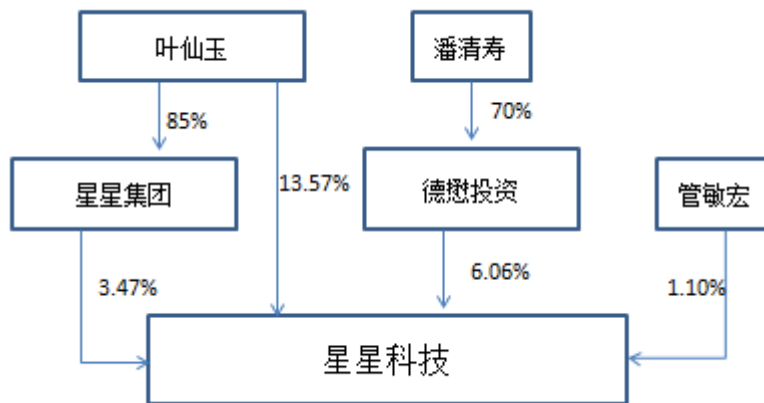 叶仙玉
潘清寿
85%
70%
星星集团
13.57%
德懋投资
管敏宏
3.47%
6.06%
1.10%
星星科技